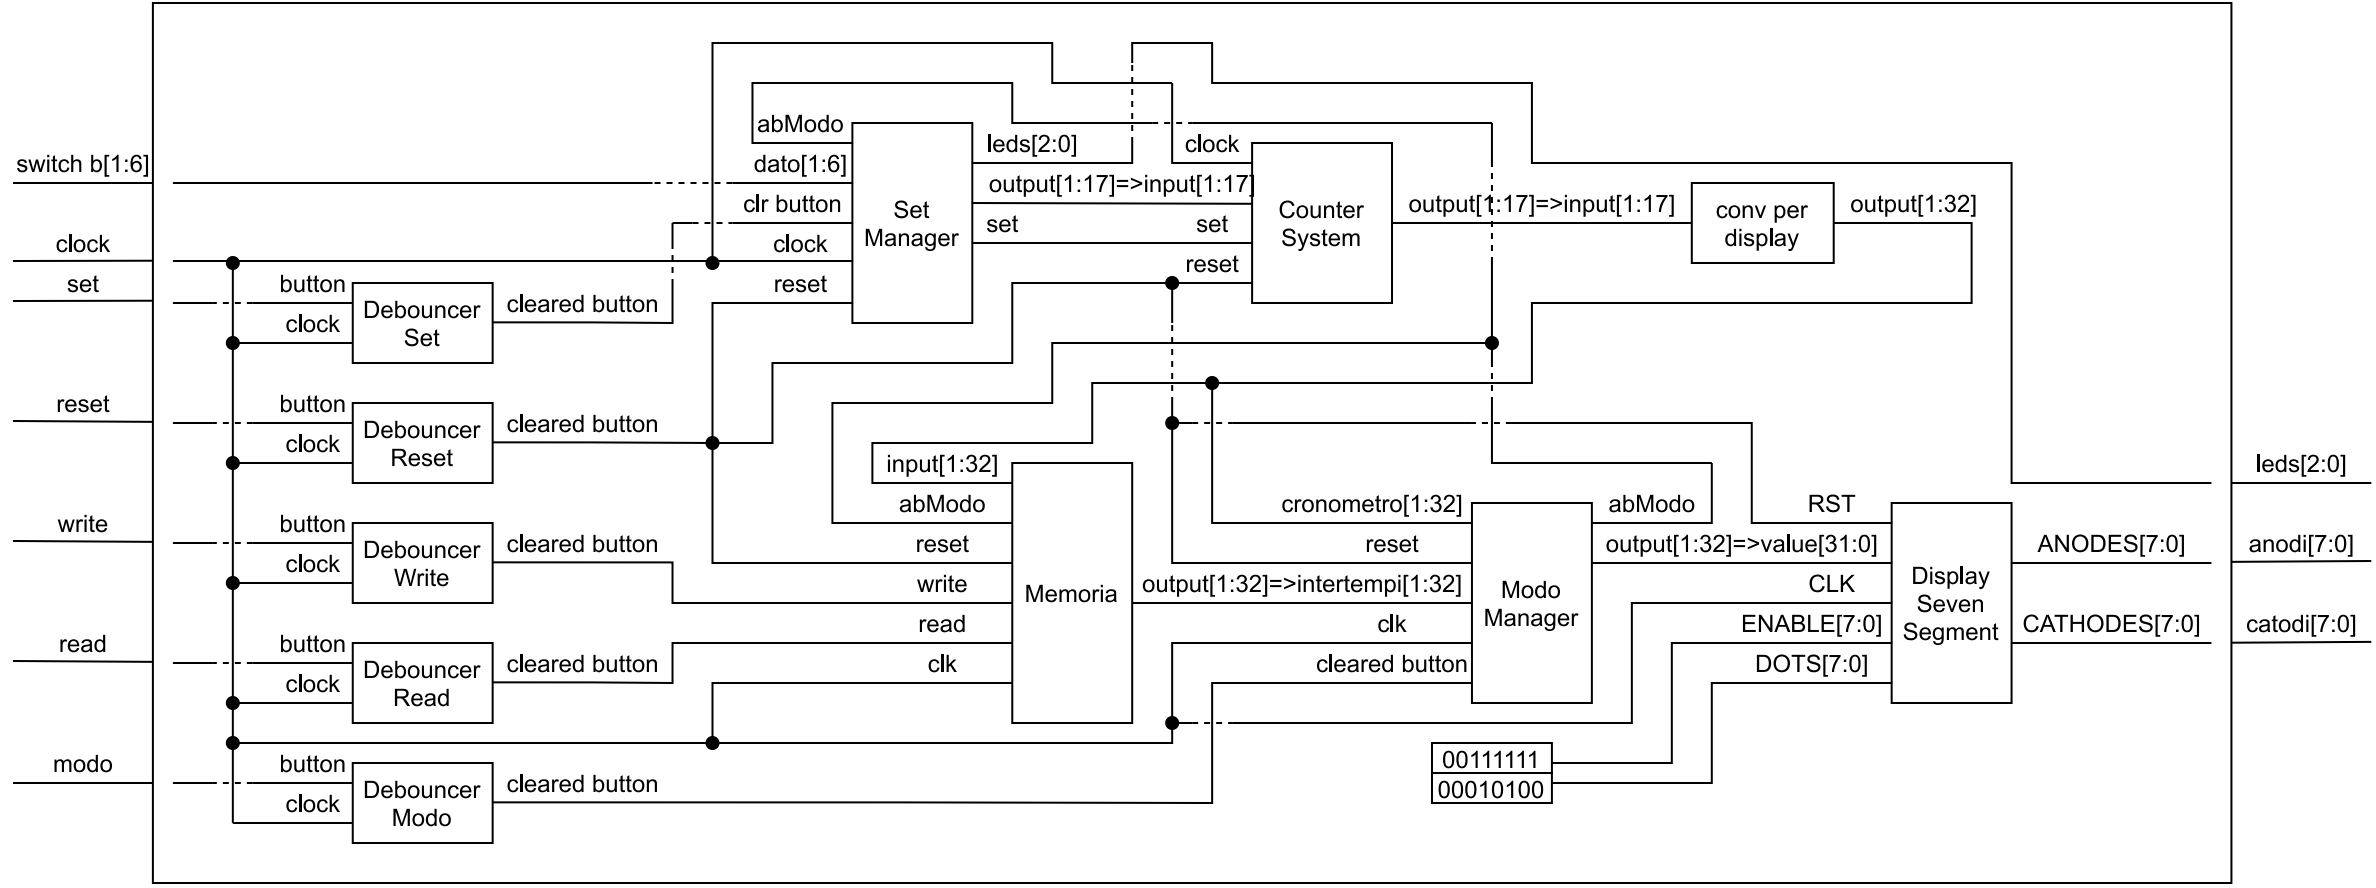 abModo
leds[2:0]
clock
switch b[1:6]
dato[1:6]
output[1:17]=>input[1:17]
clr button
Set
Manager
Counter
System
output[1:17]=>input[1:17]
conv per
display
output[1:32]
clock
clock
set
set
reset
set
button
reset
Debouncer
Set
cleared button
clock
reset
button
Debouncer
Reset
cleared button
clock
input[1:32]
leds[2:0]
abModo
cronometro[1:32]
abModo
RST
write
button
Debouncer
Write
cleared button
clock
reset
reset
output[1:32]=>value[31:0]
ANODES[7:0]
anodi[7:0]
write
Memoria
output[1:32]=>intertempi[1:32]
Modo
Manager
CLK
Display
Seven
Segment
read
button
Debouncer
Read
cleared button
clock
read
clk
ENABLE[7:0]
CATHODES[7:0]
catodi[7:0]
clk
cleared button
DOTS[7:0]
modo
button
Debouncer
Modo
cleared button
clock
00111111
00010100